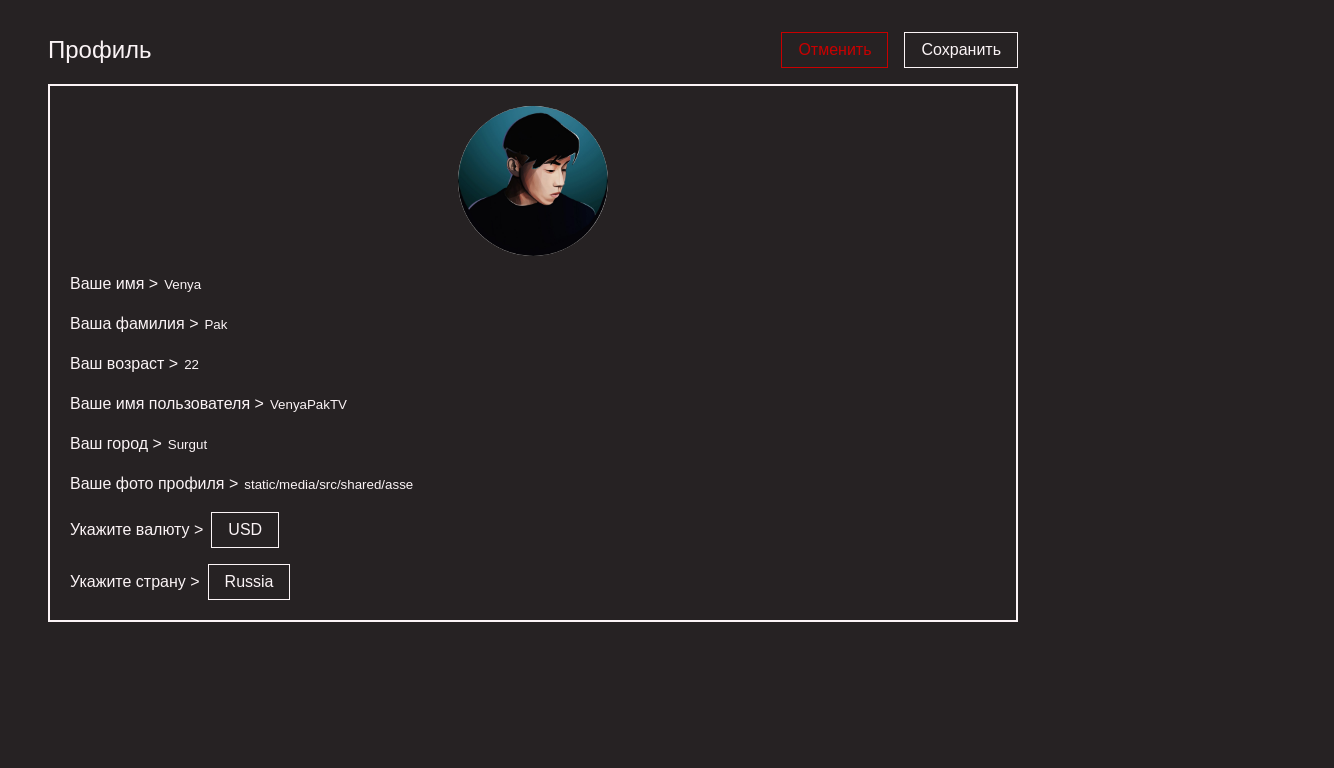 Профиль
Отменить
Сохранить
Ваше имя > Venya
Ваша фамилия > Pak
Ваш возраст > 22
Ваше имя пользователя > VenyaPakTV
Ваш город > Surgut
Ваше фото профиля > static/media/src/shared/asse
Укажите валюту > USD
Укажите страну > Russia